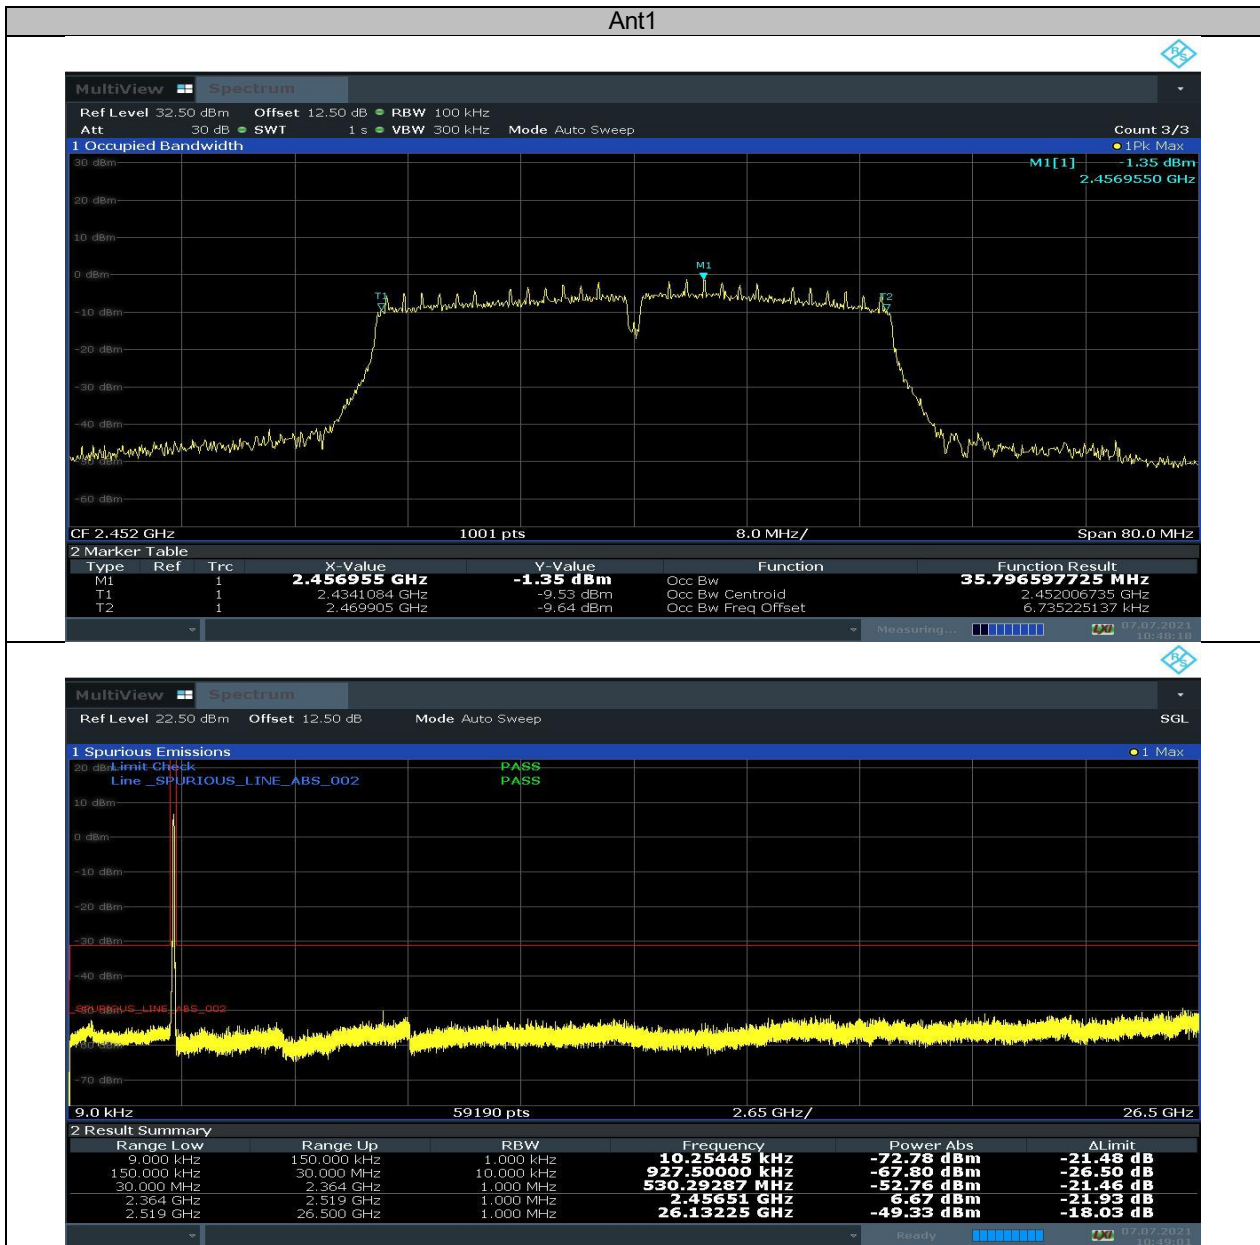 Ant1
R&S
MultiView Spectrum
Ref Level 32.50 dBm Offset 12.50 dB RBW 100 kHz
Att 30 dB SWT 1 s VBW 300 kHz Mode Auto Sweep Count 3/3
1 Occupied Bandwidth 1Pk Max
30 dBm M1[1] -1.35 dBm
2.4569550 GHz
20 dBm
10 dBm
M1
0 dBm
T1 T2
-10 dBm
-20 dBm
-30 dBm
-40 dBm
-50 dBm
-60 dBm
CF 2.452 GHz 1001 pts 8.0 MHz/ Span 80.0 MHz
2 Marker Table
Type Ref Trc X-Value Y-Value Function Function Result
M1 1 2.456955 GHz -1.35 dBm Occ Bw 35.796597725 MHz
T1 1 2.4341084 GHz -9.53 dBm Occ Bw Centroid 2.452006735 GHz
T2 1 2.469905 GHz -9.64 dBm Occ Bw Freq Offset 6.735225137 kHz
Measuring... 07.07.2021
10:48:18
R&S
MultiView Spectrum
Ref Level 22.50 dBm Offset 12.50 dB Mode Auto Sweep SGL
1 Spurious Emissions 1 Max
20 dBm Limit Check PASS
Line _SPURIOUS_LINE_ABS_002 PASS
10 dBm
0 dBm
-10 dBm
-20 dBm
-30 dBm
-40 dBm
_SPURIOUS_LINE_ABS_002
-70 dBm
9.0 kHz 59190 pts 2.65 GHz/ 26.5 GHz
2 Result Summary
Range Low Range Up RBW Frequency Power Abs ΔLimit
9.000 kHz 150.000 kHz 1.000 kHz 10.25445 kHz -72.78 dBm -21.48 dB
150.000 kHz 30.000 MHz 10.000 kHz 927.50000 kHz -67.80 dBm -26.50 dB
30.000 MHz 2.364 GHz 1.000 MHz 530.29287 MHz -52.76 dBm -21.46 dB
2.364 GHz 2.519 GHz 1.000 MHz 2.45651 GHz 6.67 dBm -21.93 dB
2.519 GHz 26.500 GHz 1.000 MHz 26.13225 GHz -49.33 dBm -18.03 dB
Ready 07.07.2021
10:49:01